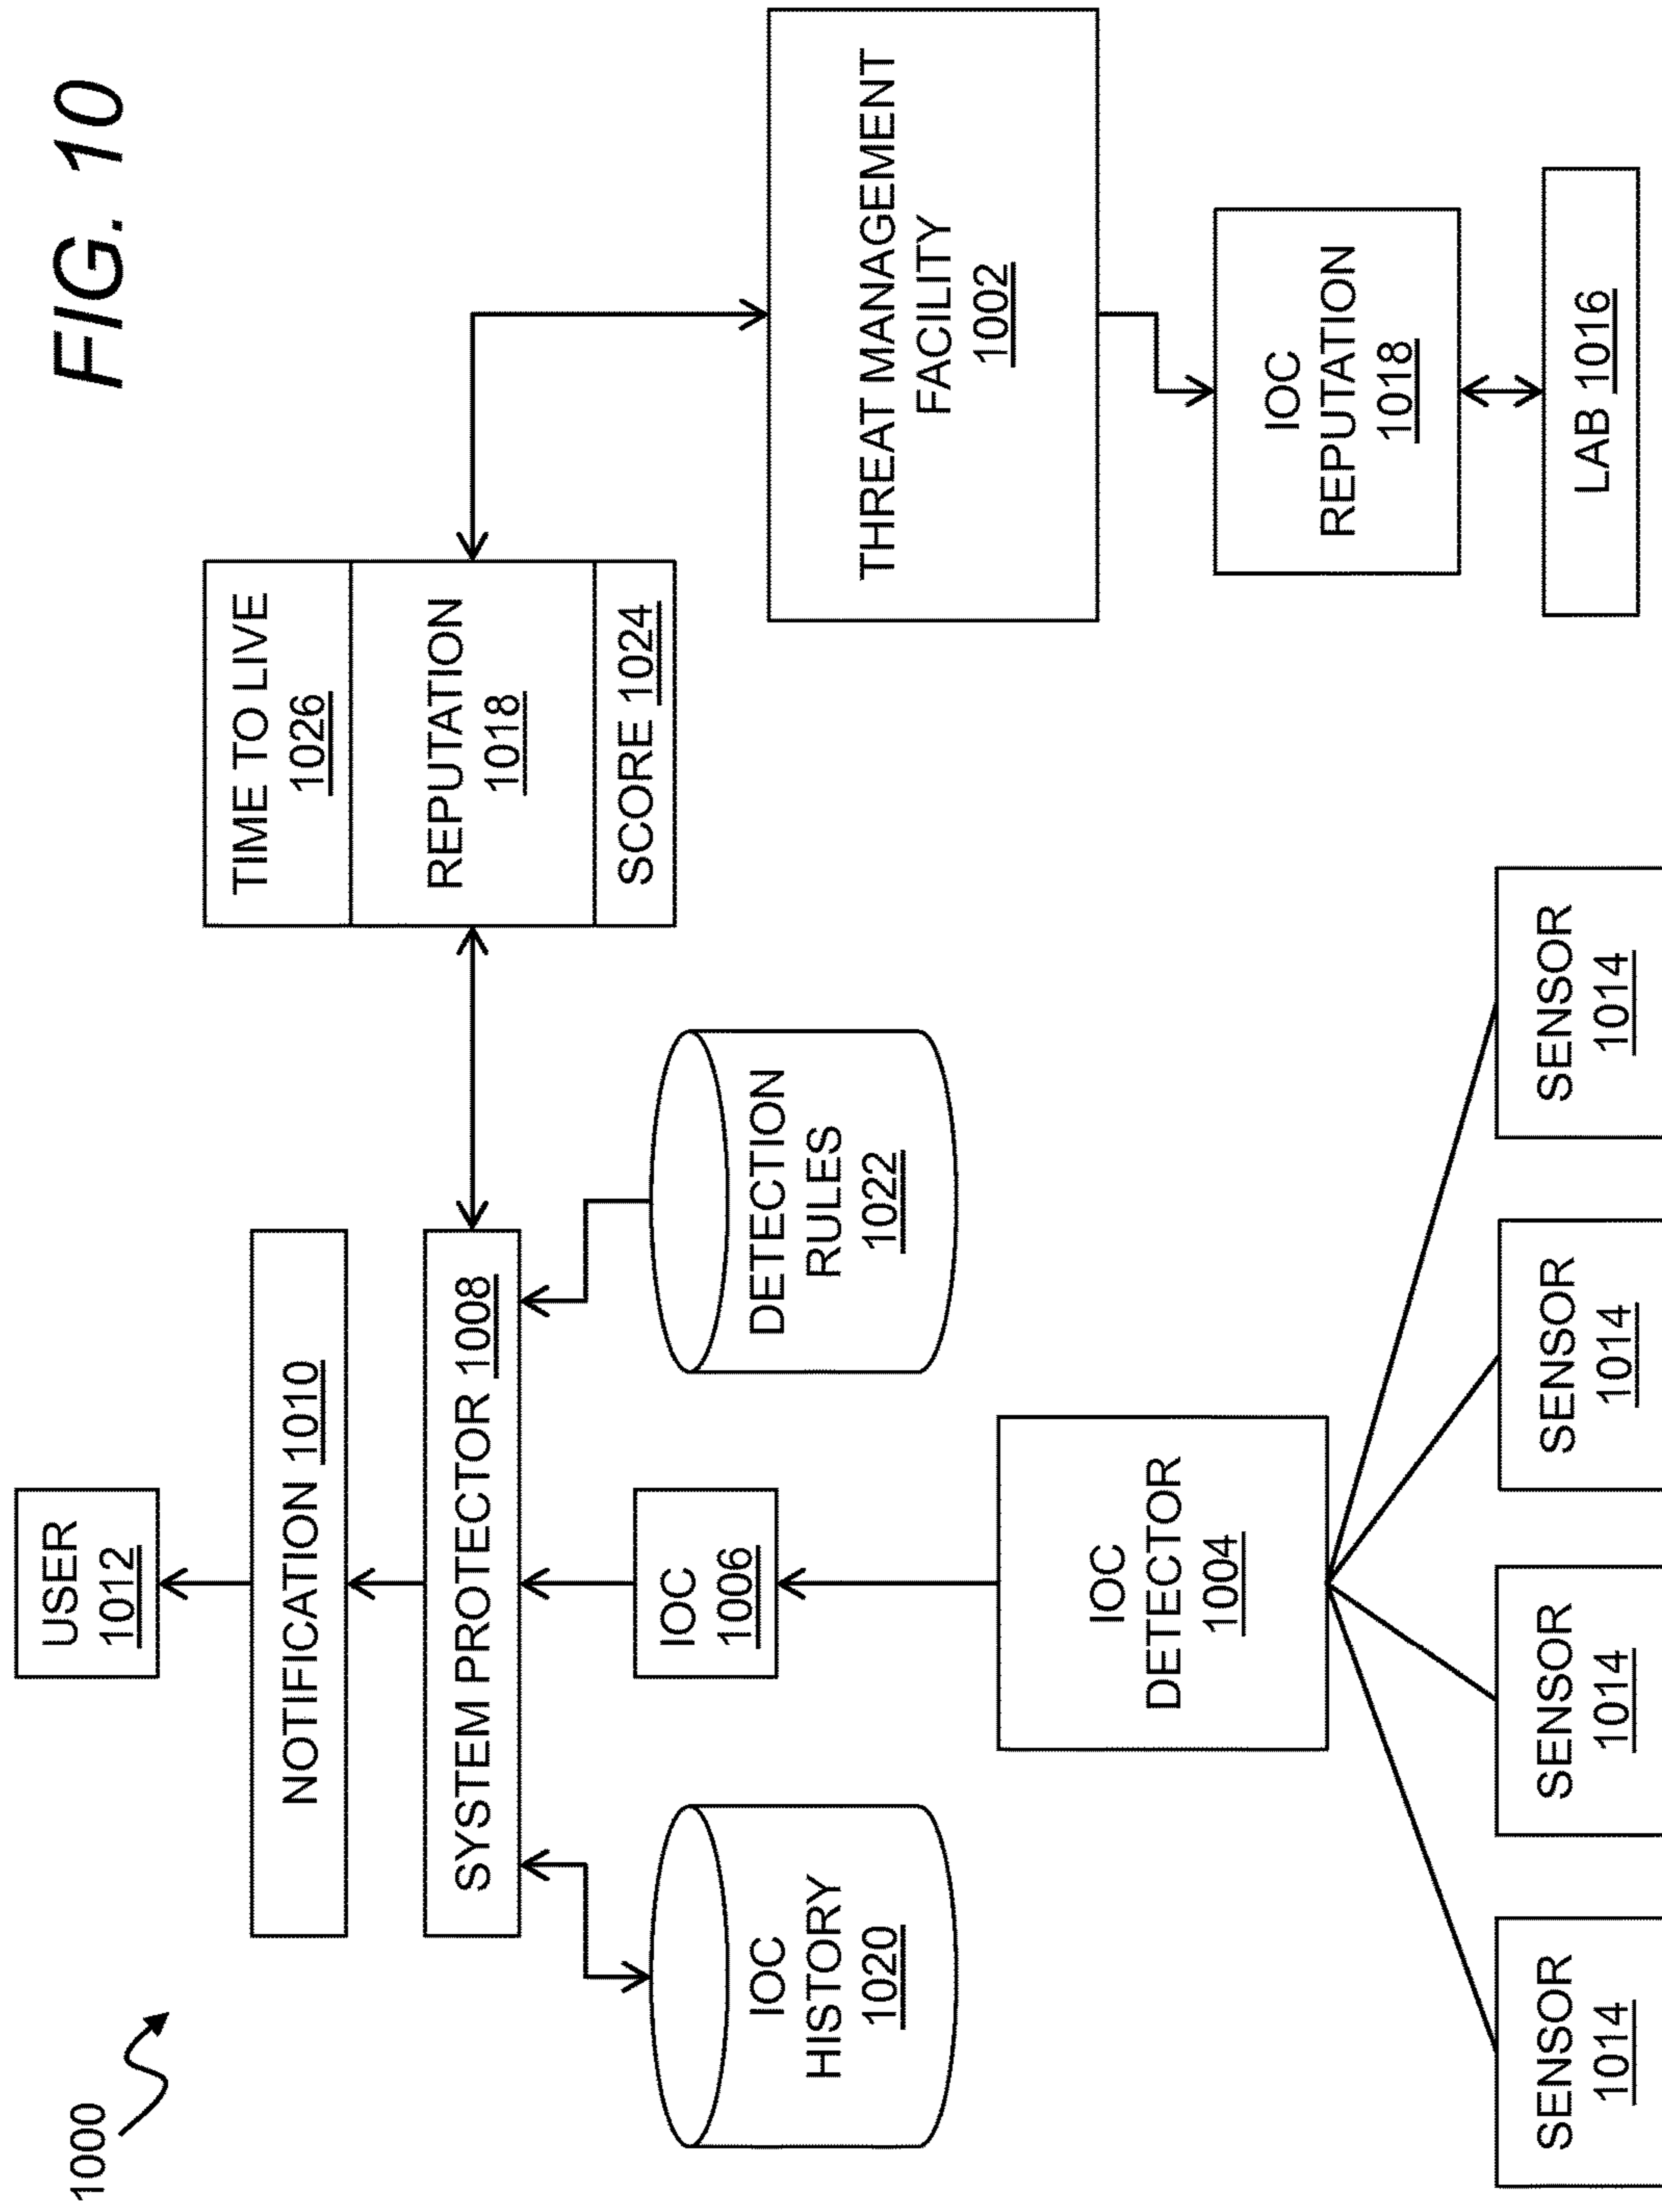 FIG. 10
1000
USER
1012
NOTIFICATION 1010
SYSTEM PROTECTOR 1008
TIME TO LIVE
1026
REPUTATION
1018
SCORE 1024
IOC
1006
IOC
HISTORY
1020
DETECTION
RULES
1022
THREAT MANAGEMENT
FACILITY
1002
IOC
DETECTOR
1004
IOC
REPUTATION
1018
LAB 1016
SENSOR
1014
SENSOR
1014
SENSOR
1014
SENSOR
1014